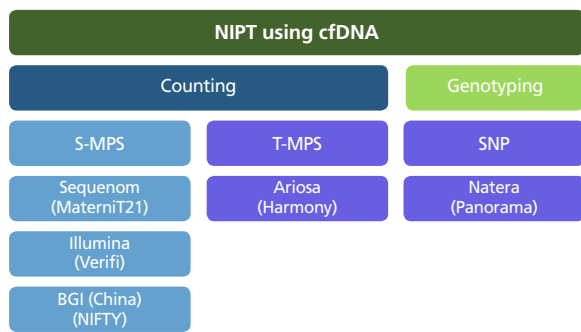 NIPT using cfDNA
Counting
Genotyping
S-MPS
T-MPS
SNP
Sequenom
(MaterniT21)
Ariosa
(Harmony)
Natera
(Panorama)
Illumina
(Verifi)
BGI (China)
(NIFTY)